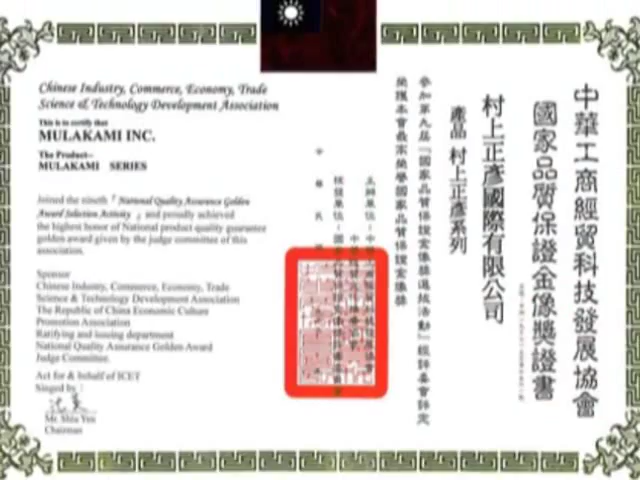 Chinese Industry, Commerce, Economy, Trade
Science & Technology Development Association
This is to certify that
MULAKAMI INC.
The Product--
MULAKAMI SERIES
Joined the nineth 「National Quality Assurance Golden
Award Selection Activity」and proudly achieved
the highest honor of National product quality guarantee
golden award given by the judge committee of this
association.
Sponsor
Chinese Industry, Commerce, Economy, Trade
Science & Technology Development Association
The Republic of China Economic Culture
Promotion Association
Ratifying and issuing department
National Quality Assurance Golden Award
Judge Committee.
Act for & behalf of ICET
Singed by :
Mr. Shiu Yen
Chairman
中華工商經貿科技發展協會
國家品質保證金像獎證書
村上正彥國際有限公司
產品 村上正彥系列
參加第九屆『國家品質保證金像獎選拔活動』經評委會評定
榮獲本會最高榮譽國家品質保證金像獎